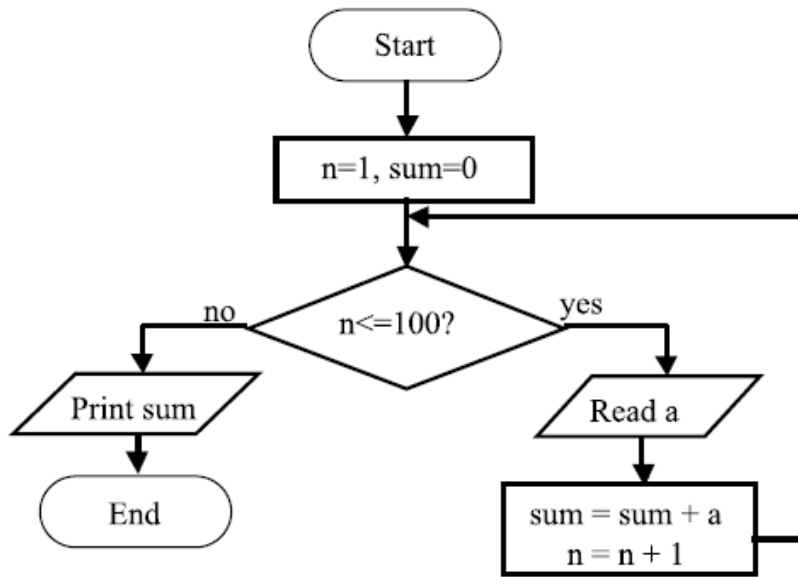 Start
n=1, sum=0
n<=100?
no
yes
Print sum
Read a
End
sum = sum + a
n = n + 1